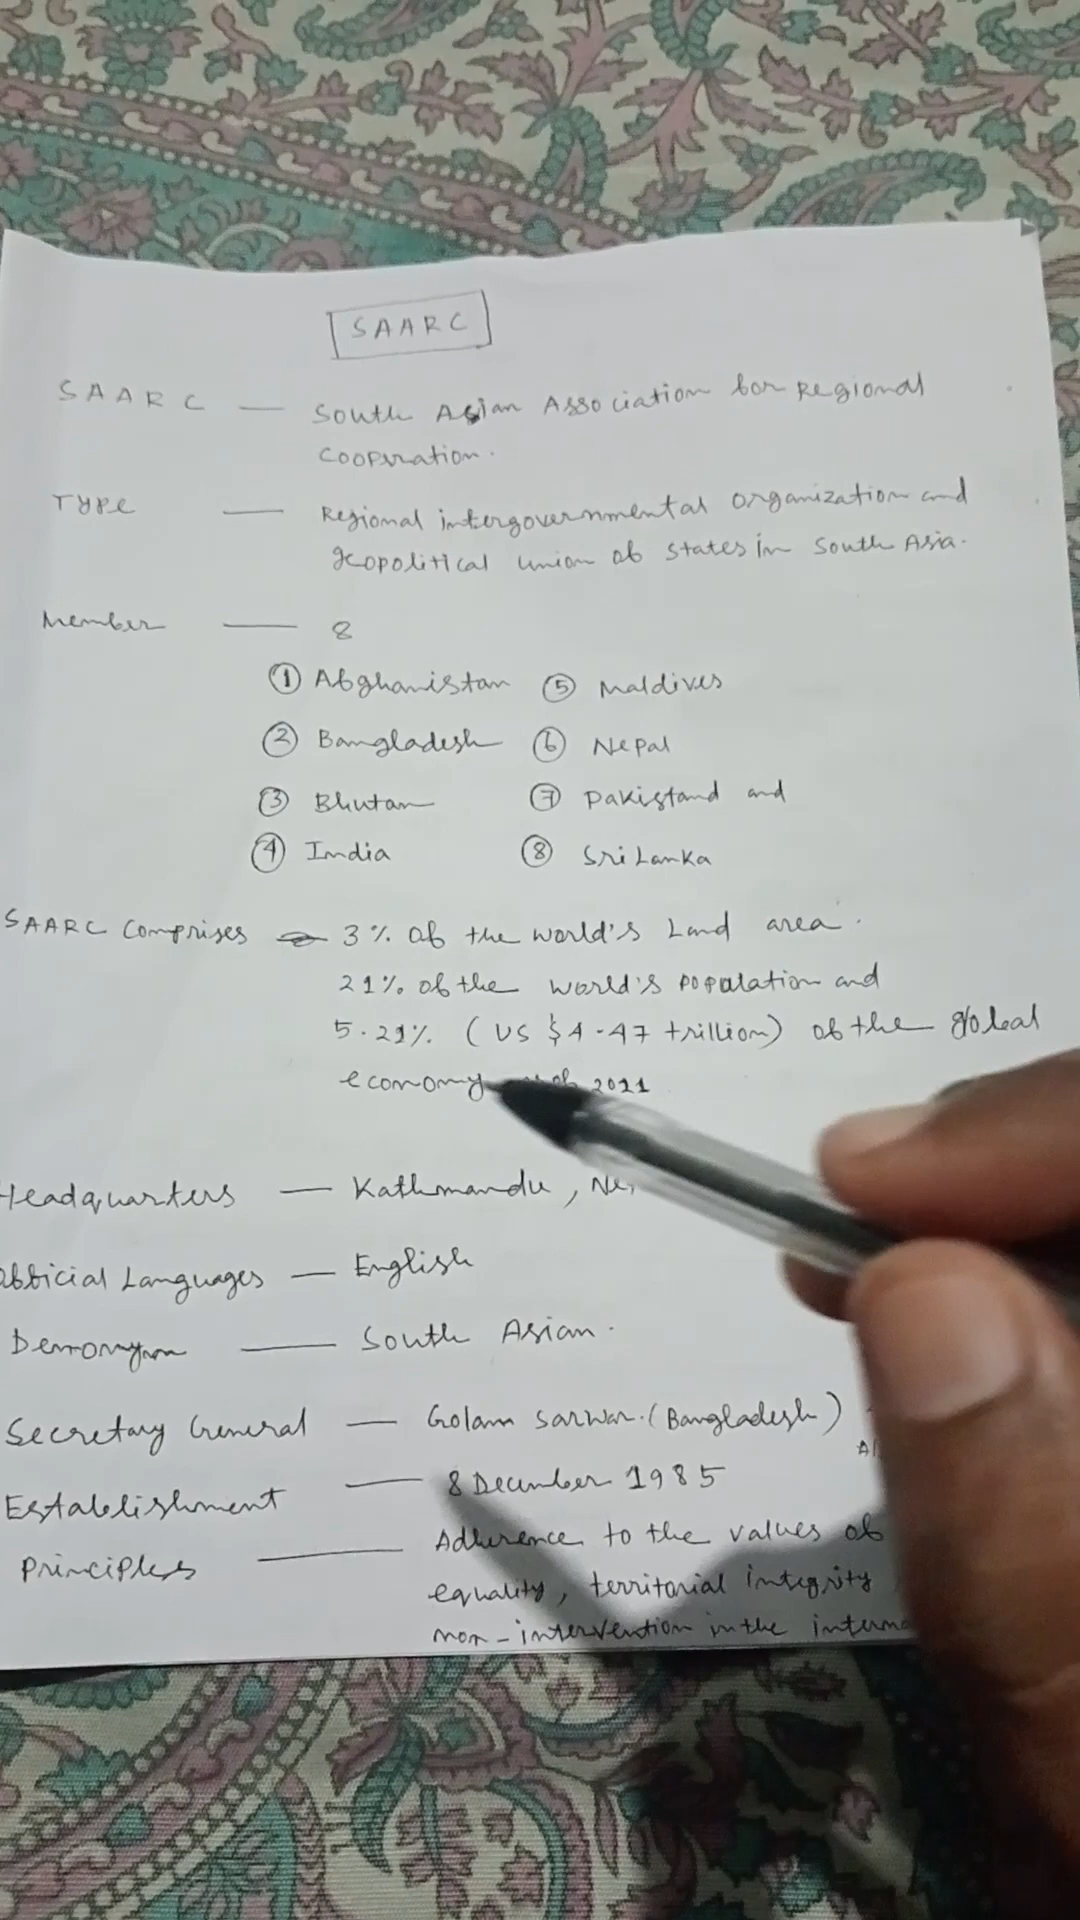 SAARC
SAARC — South Asian Association for Regional
Cooperation.
Type — Regional intergovernmental organization and
geopolitical union of states in South Asia.
Member — 8
① Afghanistan ⑤ Maldives
② Bangladesh ⑥ Nepal
③ Bhutan ⑦ Pakistand and
④ India ⑧ Sri Lanka
SAARC Comprises — 3% of the world's Land area.
21% of the world's population and
5.21% (US $4.47 trillion) of the global
economy 2021
Headquarters — Kathmandu,
Official Languages — English
Demonym — South Asian.
Secretary General — Golam Sarwar. (Bangladesh)
Establishment — 8 December 1985
Principles — Adherence to the values of
equality, territorial integrity
non-intervention in the